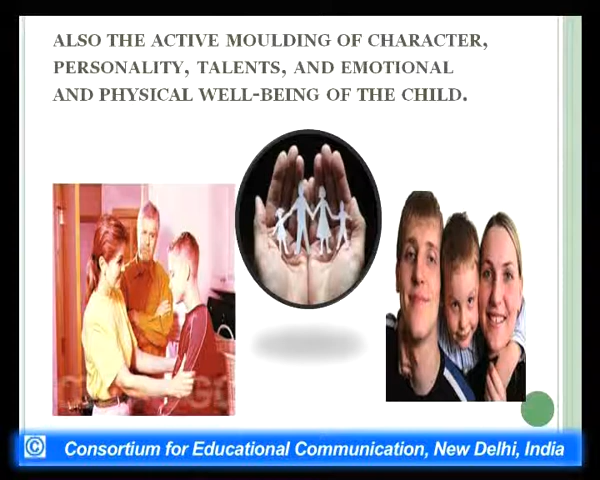 ALSO THE ACTIVE MOULDING OF CHARACTER,
PERSONALITY, TALENTS, AND EMOTIONAL
AND PHYSICAL WELL-BEING OF THE CHILD.
© Consortium for Educational Communication, New Delhi, India